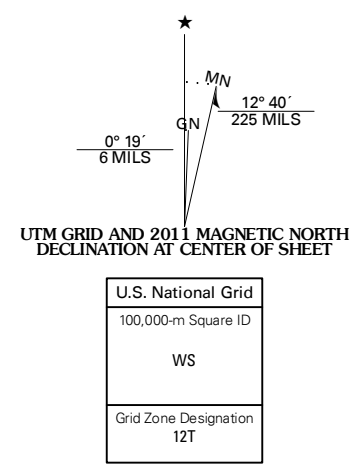 MN
GN
12° 40´
225 MILS
0° 19´
6 MILS
UTM GRID AND 2011 MAGNETIC NORTH
DECLINATION AT CENTER OF SHEET
U.S. National Grid
100,000-m Square ID
WS
Grid Zone Designation
12T